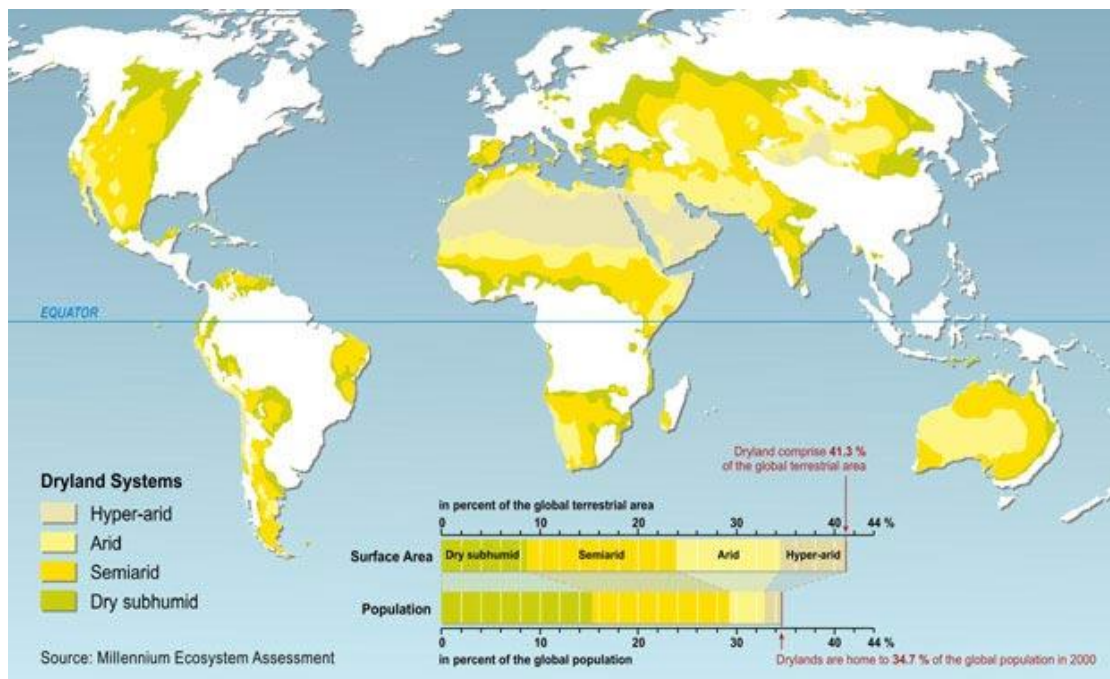 EQUATOR
Dryland comprise 41.3 %
of the global terrestrial area
Dryland Systems
Hyper-arid
Arid
Semiarid
Dry subhumid
in percent of the global terrestrial area
0 10 20 30 40 44 %
Surface Area Dry subhumid Semiarid Arid Hyper-arid
Population
0 10 20 30 40 44 %
in percent of the global population
Drylands are home to 34.7 % of the global population in 2000
Source: Millennium Ecosystem Assessment